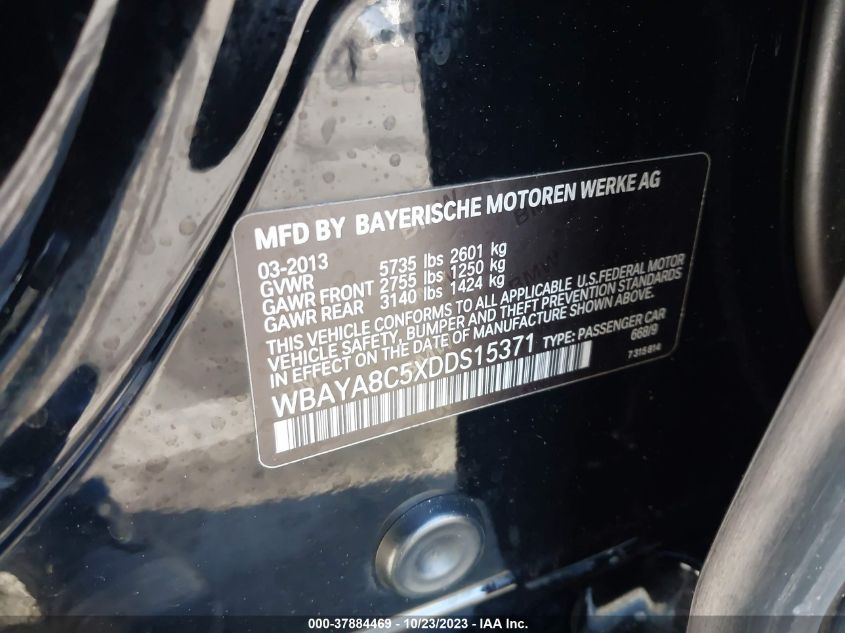 MFD BY BAYERISCHE MOTOREN WERKE AG
03-2013
GVWR 5735 lbs 2601 kg
GAWR FRONT 2755 lbs 1250 kg
GAWR REAR 3140 lbs 1424 kg
THIS VEHICLE CONFORMS TO ALL APPLICABLE U.S.FEDERAL MOTOR
VEHICLE SAFETY, BUMPER AND THEFT PREVENTION STANDARDS
IN EFFECT ON THE DATE OF MANUFACTURE SHOWN ABOVE.
WBAYA8C5XDDS15371 TYPE: PASSENGER CAR
668/9
7 315 814
000-37884469 - 10/23/2023 - IAA Inc.